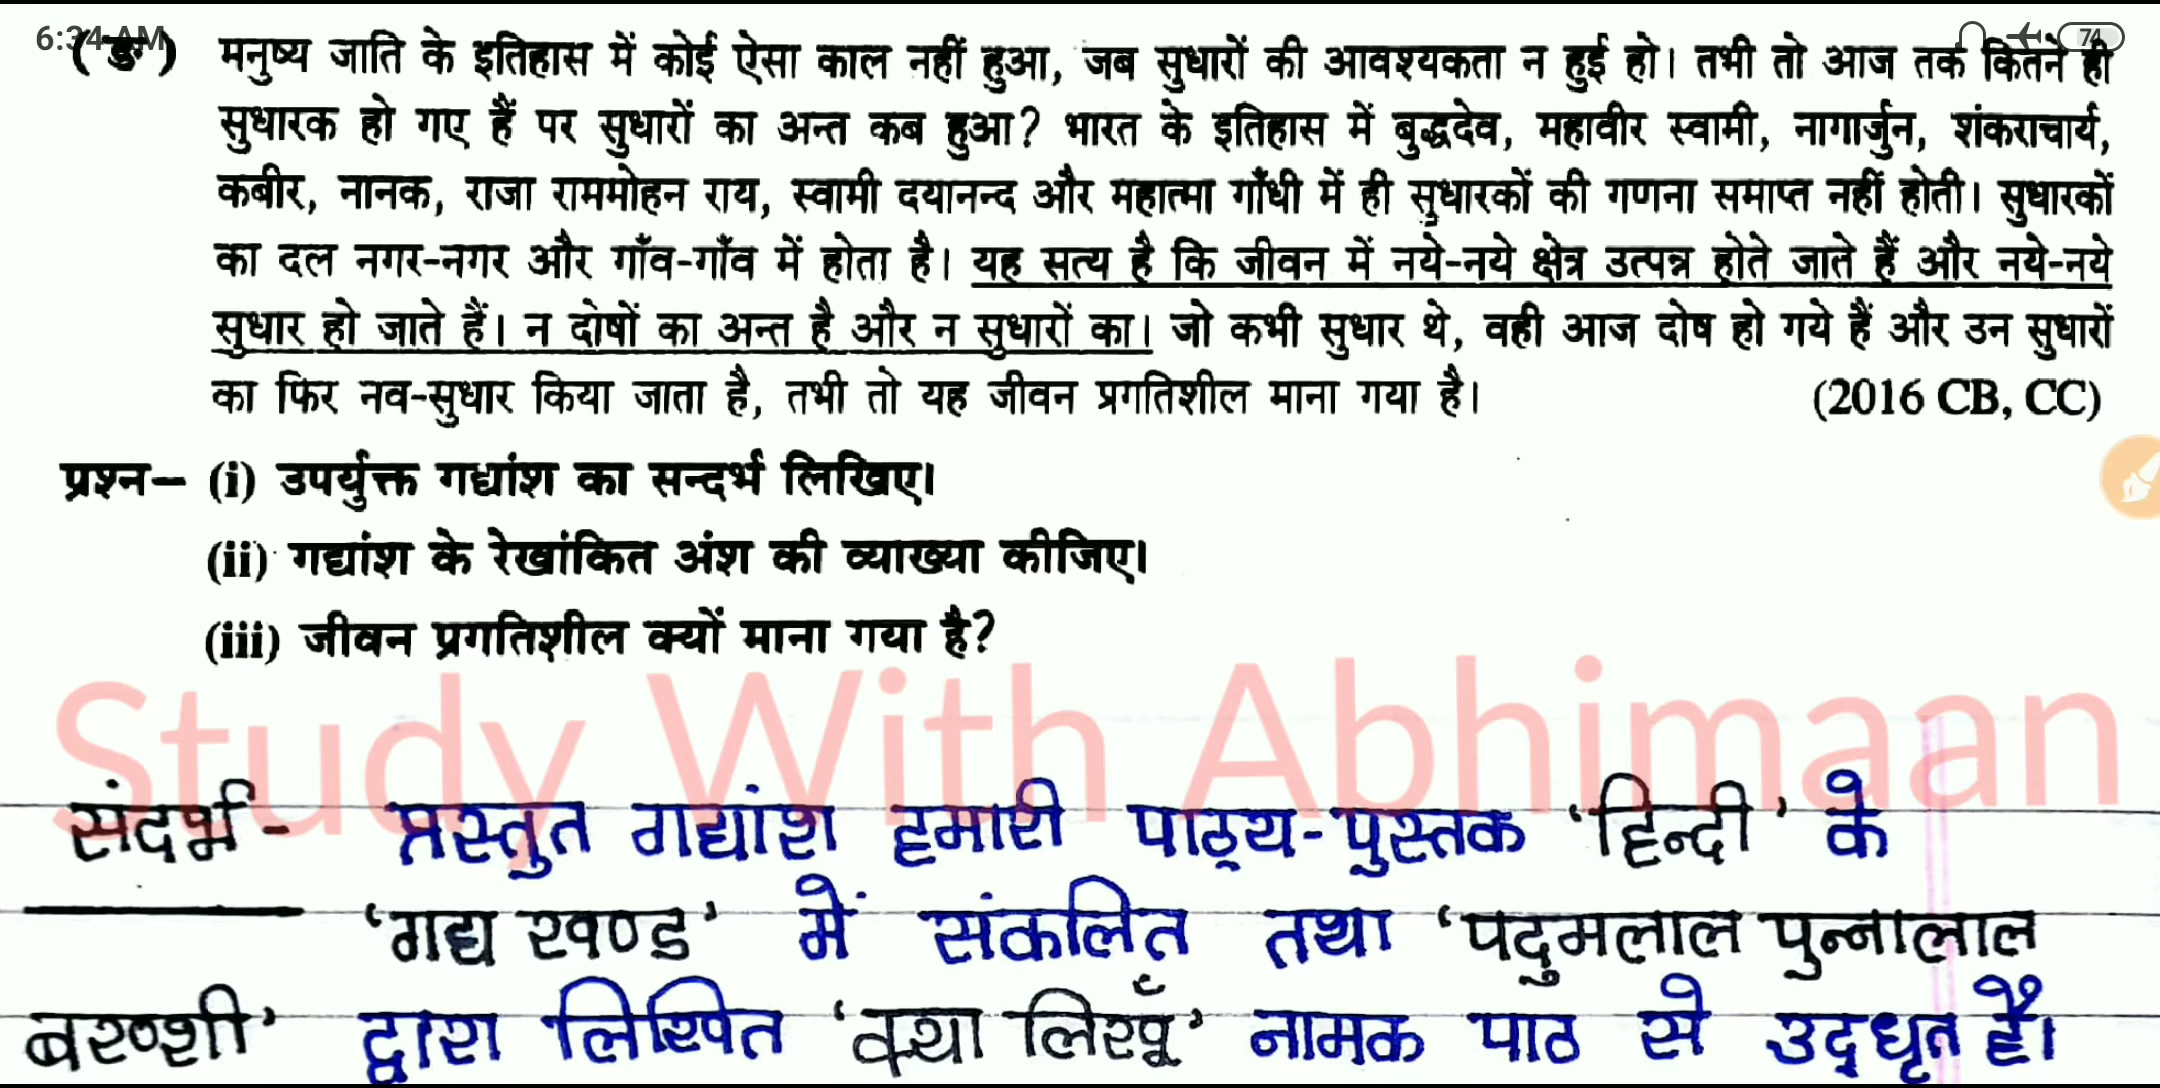 6:34 AM 74
(ङ) मनुष्य जाति के इतिहास में कोई ऐसा काल नहीं हुआ, जब सुधारों की आवश्यकता न हुई हो। तभी तो आज तक कितने ही
सुधारक हो गए हैं पर सुधारों का अन्त कब हुआ? भारत के इतिहास में बुद्धदेव, महावीर स्वामी, नागार्जुन, शंकराचार्य,
कबीर, नानक, राजा राममोहन राय, स्वामी दयानन्द और महात्मा गाँधी में ही सुधारकों की गणना समाप्त नहीं होती। सुधारकों
का दल नगर-नगर और गाँव-गाँव में होता है। यह सत्य है कि जीवन में नये-नये क्षेत्र उत्पन्न होते जाते हैं और नये-नये
सुधार हो जाते हैं। न दोषों का अन्त है और न सुधारों का। जो कभी सुधार थे, वही आज दोष हो गये हैं और उन सुधारों
का फिर नव-सुधार किया जाता है, तभी तो यह जीवन प्रगतिशील माना गया है। (2016 CB, CC)
प्रश्न– (i) उपर्युक्त गद्यांश का सन्दर्भ लिखिए।
(ii) गद्यांश के रेखांकित अंश की व्याख्या कीजिए।
(iii) जीवन प्रगतिशील क्यों माना गया है?
Study With Abhimaan
संदर्भ- प्रस्तुत गद्यांश हमारी पाठ्य-पुस्तक 'हिन्दी' के
'गद्य खण्ड' में संकलित तथा 'पदुमलाल पुन्नालाल
बख्शी' द्वारा लिखित 'क्या लिखूँ' नामक पाठ से उद्धृत है।